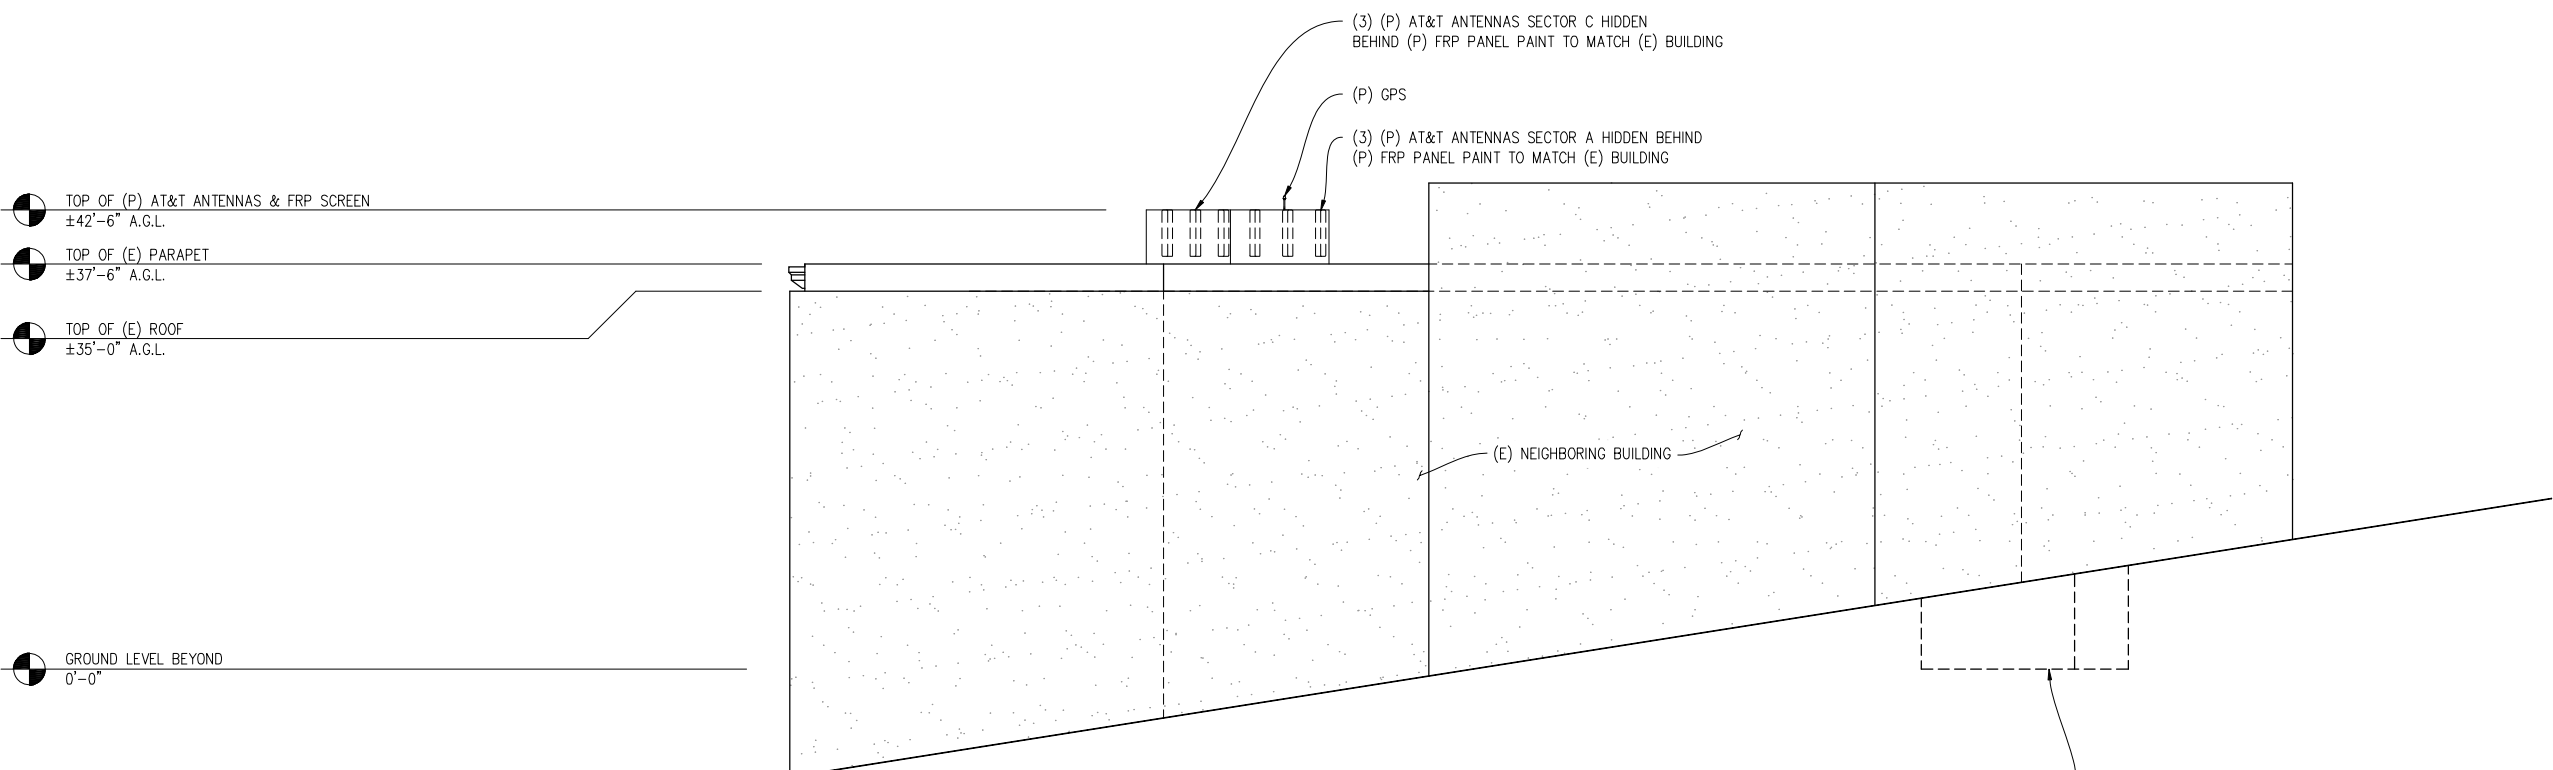 (3) (P) AT&T ANTENNAS SECTOR C HIDDEN
BEHIND (P) FRP PANEL PAINT TO MATCH (E) BUILDING
(P) GPS
(3) (P) AT&T ANTENNAS SECTOR A HIDDEN BEHIND
(P) FRP PANEL PAINT TO MATCH (E) BUILDING
TOP OF (P) AT&T ANTENNAS & FRP SCREEN
±42'-6" A.G.L.
TOP OF (E) PARAPET
±37'-6" A.G.L.
TOP OF (E) ROOF
±35'-0" A.G.L.
(E) NEIGHBORING BUILDING
GROUND LEVEL BEYOND
0'-0"